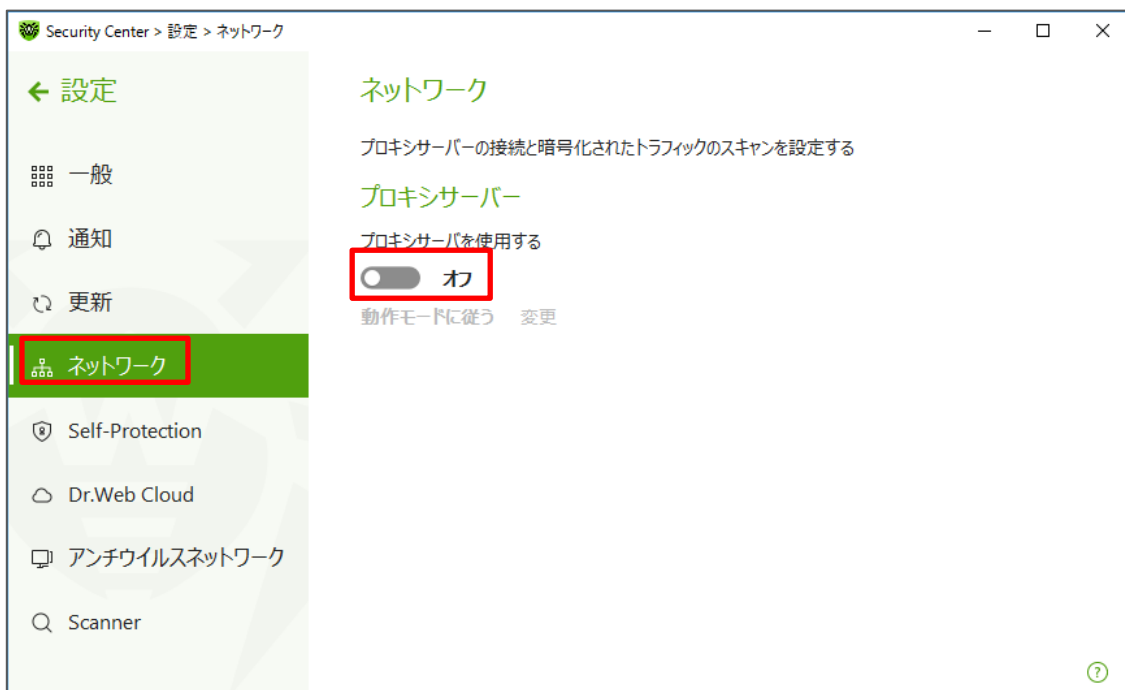 Security Center > 設定 > ネットワーク
設定
一般
通知
更新
ネットワーク
Self-Protection
Dr.Web Cloud
アンチウイルスネットワーク
Scanner
ネットワーク
プロキシサーバーの接続と暗号化されたトラフィックのスキャンを設定する
プロキシサーバー
プロキシサーバを使用する
オフ
動作モードに従う 変更
?